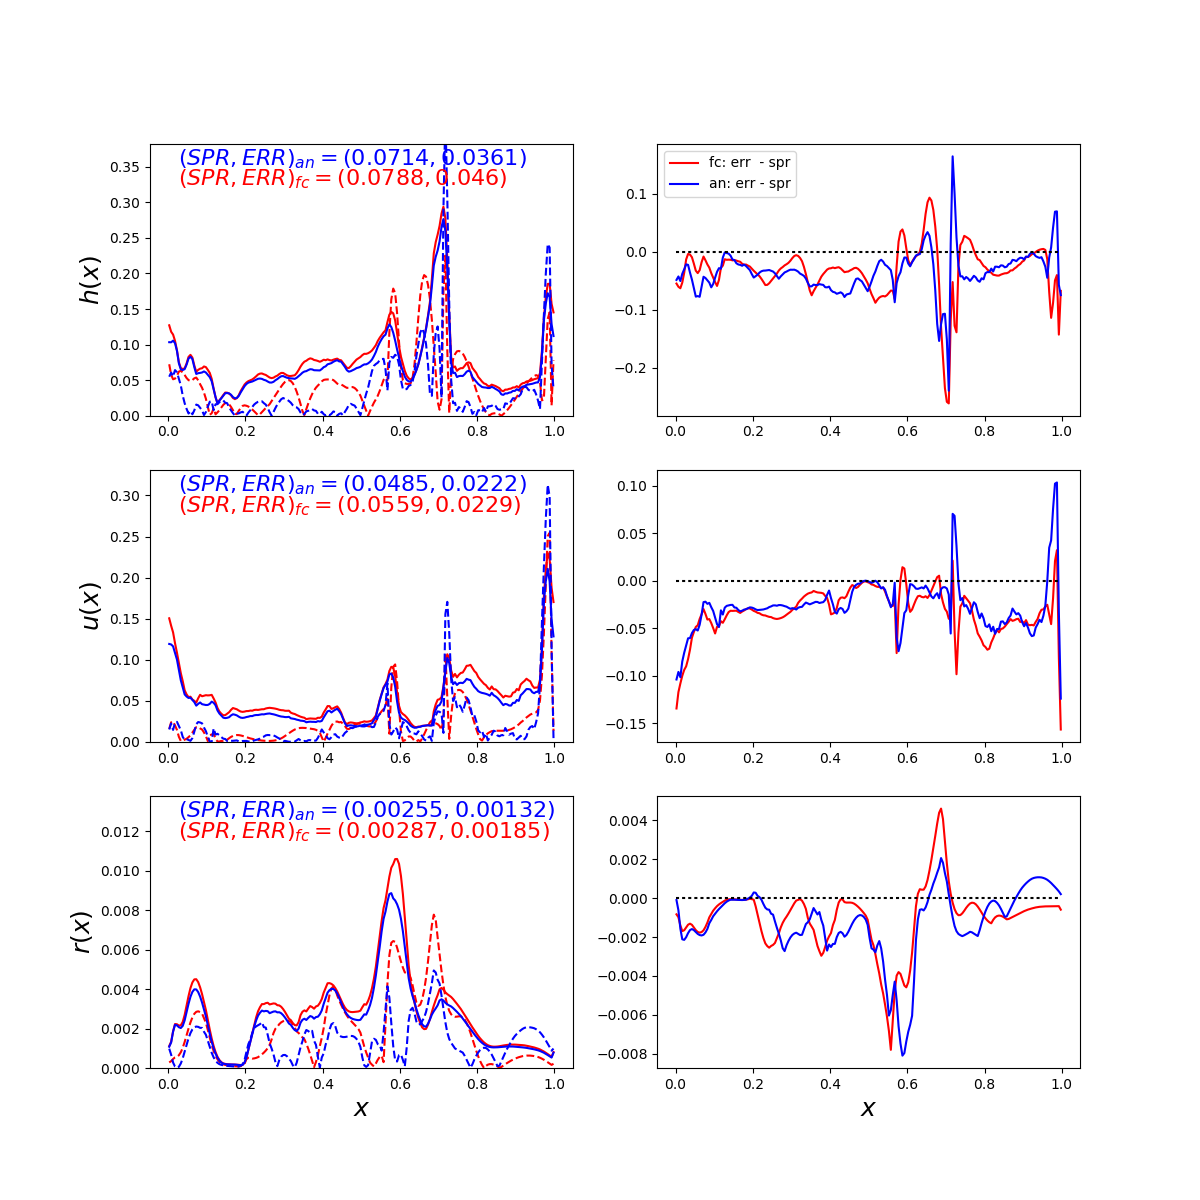 (SPR, ERR)an = (0.0714, 0.0361)
(SPR, ERR)fc = (0.0788, 0.046)
h(x)
0.35
0.30
0.25
0.20
0.15
0.10
0.05
0.00
0.0 0.2 0.4 0.6 0.8 1.0
fc: err - spr
an: err - spr
0.1
0.0
−0.1
−0.2
0.0 0.2 0.4 0.6 0.8 1.0
(SPR, ERR)an = (0.0485, 0.0222)
(SPR, ERR)fc = (0.0559, 0.0229)
u(x)
0.30
0.25
0.20
0.15
0.10
0.05
0.00
0.0 0.2 0.4 0.6 0.8 1.0
0.10
0.05
0.00
−0.05
−0.10
−0.15
0.0 0.2 0.4 0.6 0.8 1.0
(SPR, ERR)an = (0.00255, 0.00132)
(SPR, ERR)fc = (0.00287, 0.00185)
r(x)
0.012
0.010
0.008
0.006
0.004
0.002
0.000
0.0 0.2 0.4 0.6 0.8 1.0
x
0.004
0.002
0.000
−0.002
−0.004
−0.006
−0.008
0.0 0.2 0.4 0.6 0.8 1.0
x